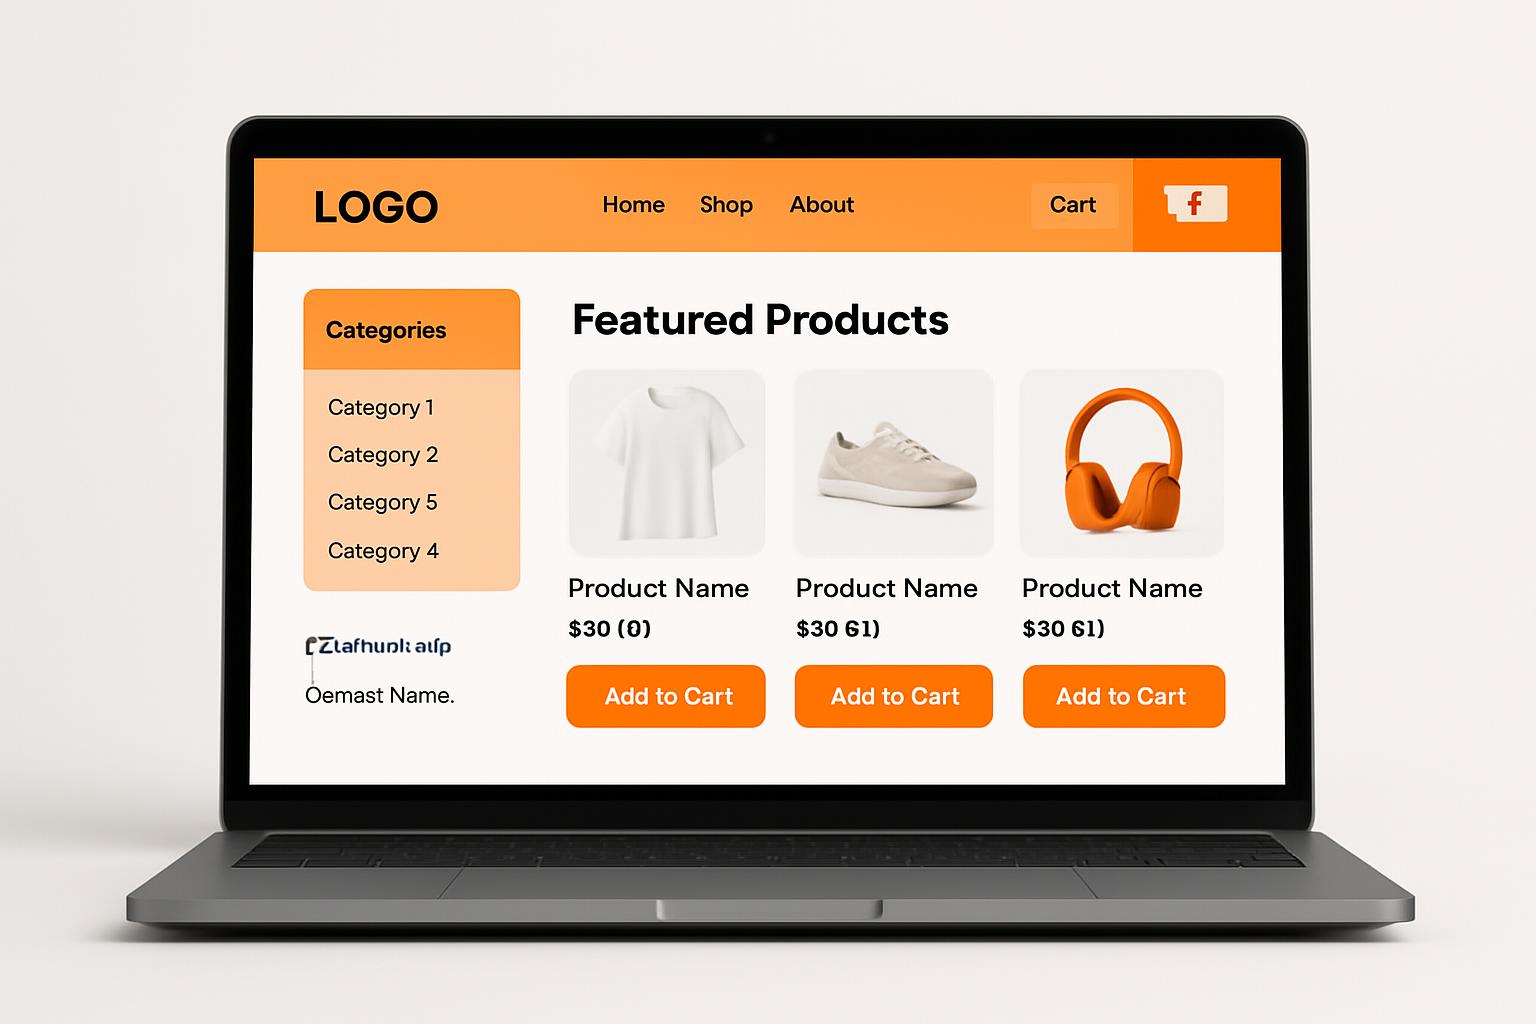 LOGO
Home Shop About Cart f
Categories
Category 1
Category 2
Category 5
Category 4
Oemast Name.
Featured Products
Product Name Product Name Product Name
$30 (0) $30 61) $30 61)
Add to Cart Add to Cart Add to Cart